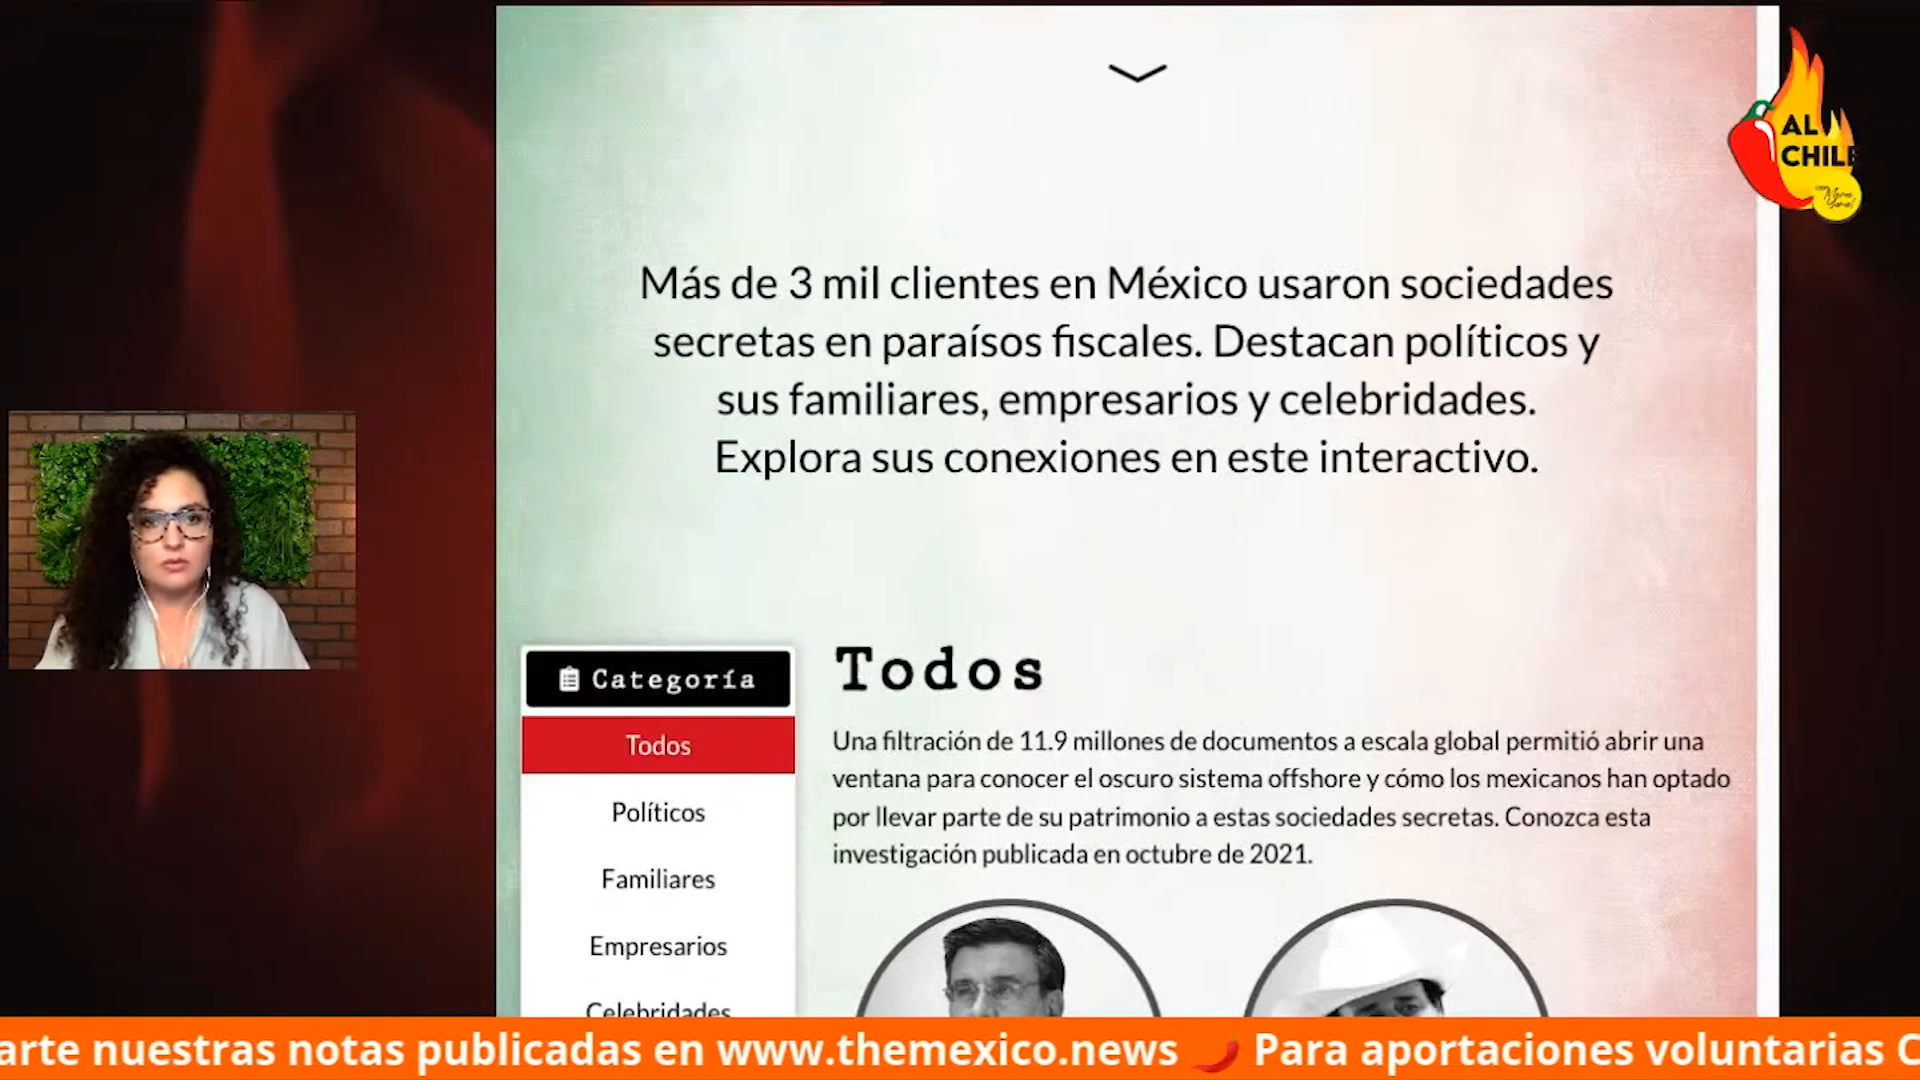 AL
CHILE
Más de 3 mil clientes en México usaron sociedades
secretas en paraísos fiscales. Destacan políticos y
sus familiares, empresarios y celebridades.
Explora sus conexiones en este interactivo.
Categoría
Todos
Políticos
Familiares
Empresarios
Celebridades
Todos
Una filtración de 11.9 millones de documentos a escala global permitió abrir una
ventana para conocer el oscuro sistema offshore y cómo los mexicanos han optado
por llevar parte de su patrimonio a estas sociedades secretas. Conozca esta
investigación publicada en octubre de 2021.
arte nuestras notas publicadas en www.themexico.news Para aportaciones voluntarias C